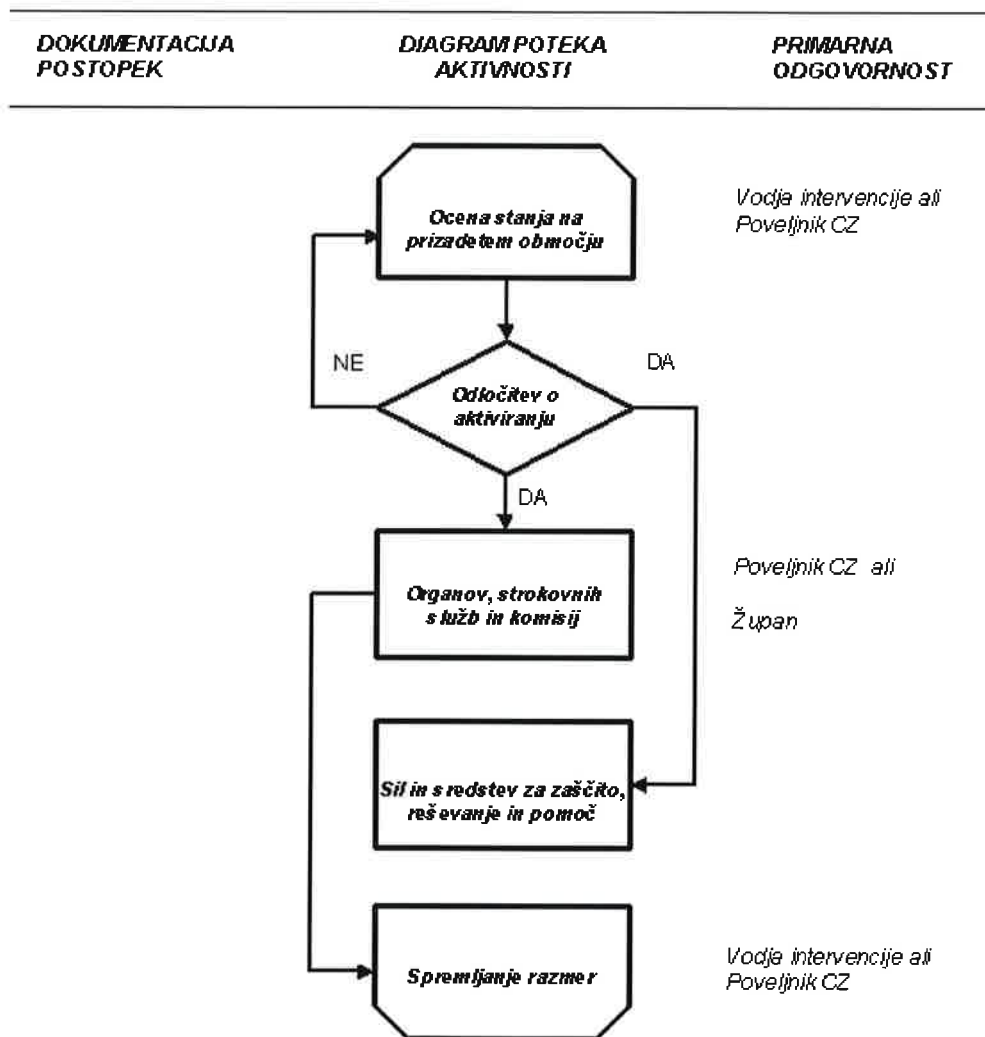 DOKUMENTACIJA
POSTOPEK
DIAGRAM POTEKA
AKTIVNOSTI
PRIMARNA
ODGOVORNOST
Ocena stanja na
prizadetem območju
Vodja intervencije ali
Poveljnik CZ
NE
DA
Odločitev o
aktiviranju
DA
Organov, strokovnih
služb in komisij
Poveljnik CZ ali
Župan
Sil in sredstev za zaščito,
reševanje in pomoč
Spremljanje razmer
Vodja intervencije ali
Poveljnik CZ